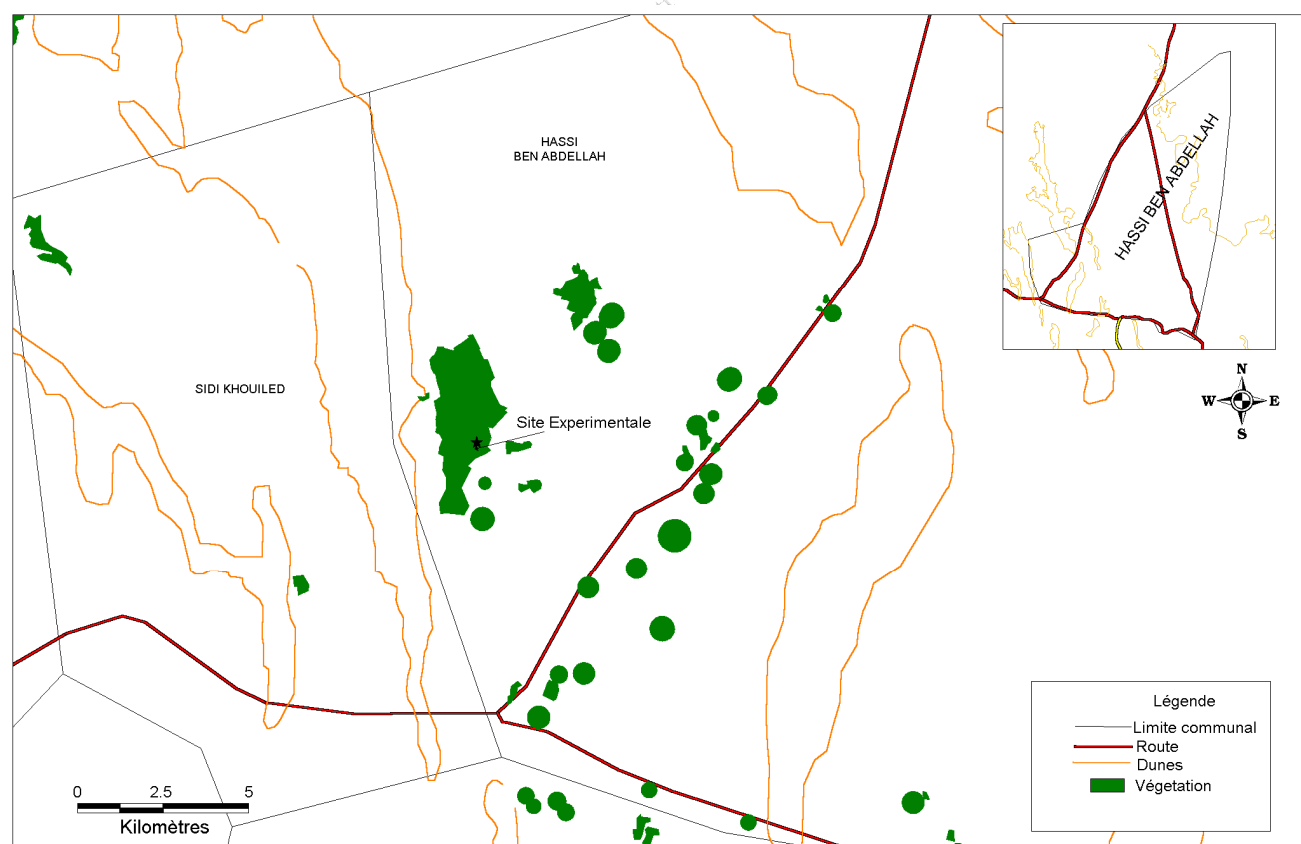 HASSI
BEN ABDELLAH
HASSI BEN ABDELLAH
SIDI KHOUILED
Site Experimentale
N
W
E
S
Légende
Limite communal
Route
Dunes
Végetation
0
2.5
5
Kilomètres